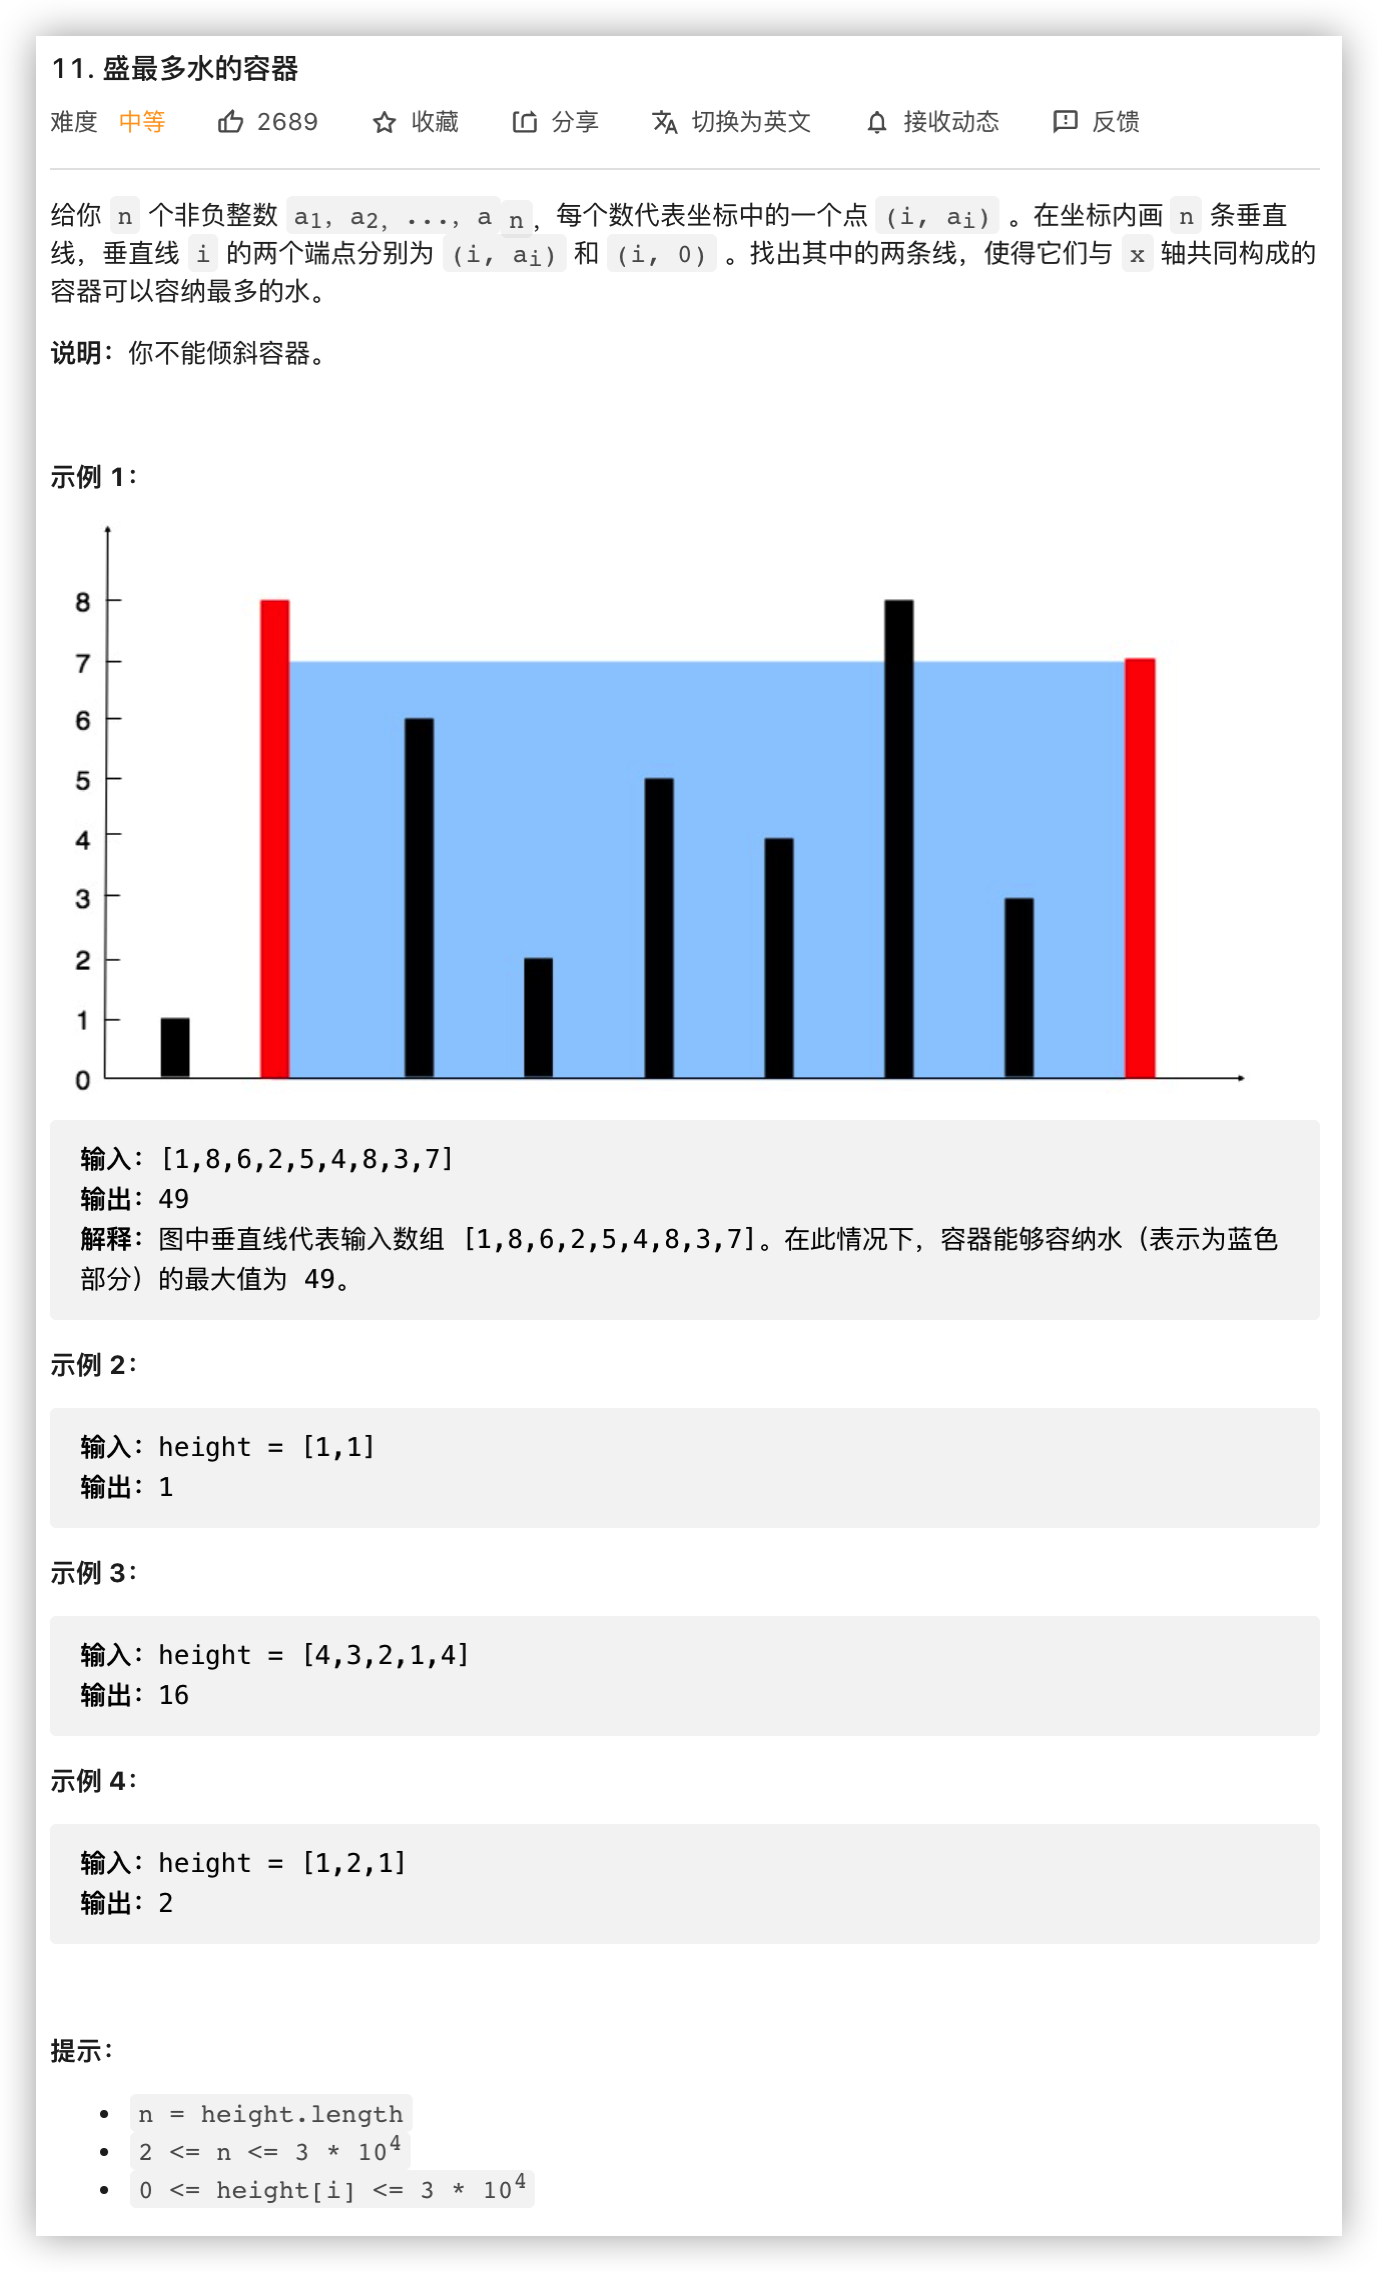 11. 盛最多水的容器
难度 中等 2689 收藏 分享 切换为英文 接收动态 反馈
给你 n 个非负整数 a1, a2, ..., a n, 每个数代表坐标中的一个点 (i, ai) 。在坐标内画 n 条垂直
线，垂直线 i 的两个端点分别为 (i, ai) 和 (i, 0) 。找出其中的两条线，使得它们与 x 轴共同构成的
容器可以容纳最多的水。
说明：你不能倾斜容器。
示例 1：
8
7
6
5
4
3
2
1
0
输入：[1,8,6,2,5,4,8,3,7]
输出：49
解释：图中垂直线代表输入数组 [1,8,6,2,5,4,8,3,7]。在此情况下，容器能够容纳水（表示为蓝色
部分）的最大值为 49。
示例 2：
输入：height = [1,1]
输出：1
示例 3：
输入：height = [4,3,2,1,4]
输出：16
示例 4：
输入：height = [1,2,1]
输出：2
提示：
• n = height.length
• 2 <= n <= 3 * 10^4
• 0 <= height[i] <= 3 * 10^4